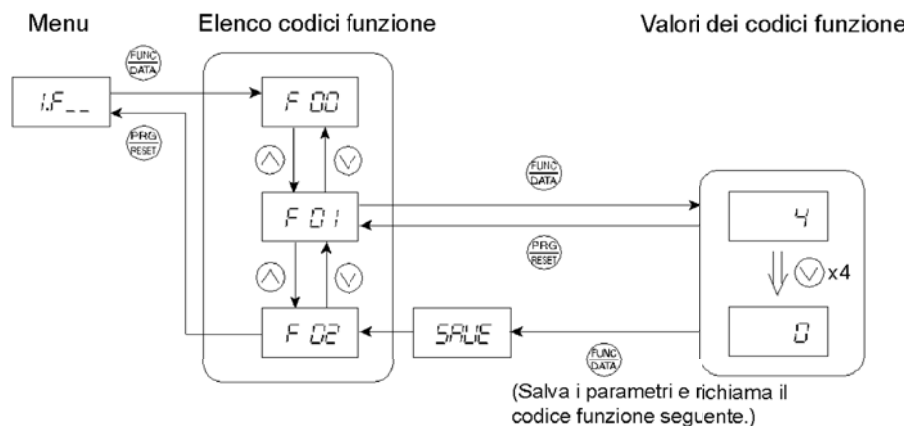 Menu
Elenco codici funzione
Valori dei codici funzione
FUNC
DATA
1.F_ _
F 00
PRG
RESET
FUNC
DATA
F 01
4
PRG
RESET
x4
F 02
SAVE
0
FUNC
DATA
(Salva i parametri e richiama il
codice funzione seguente.)